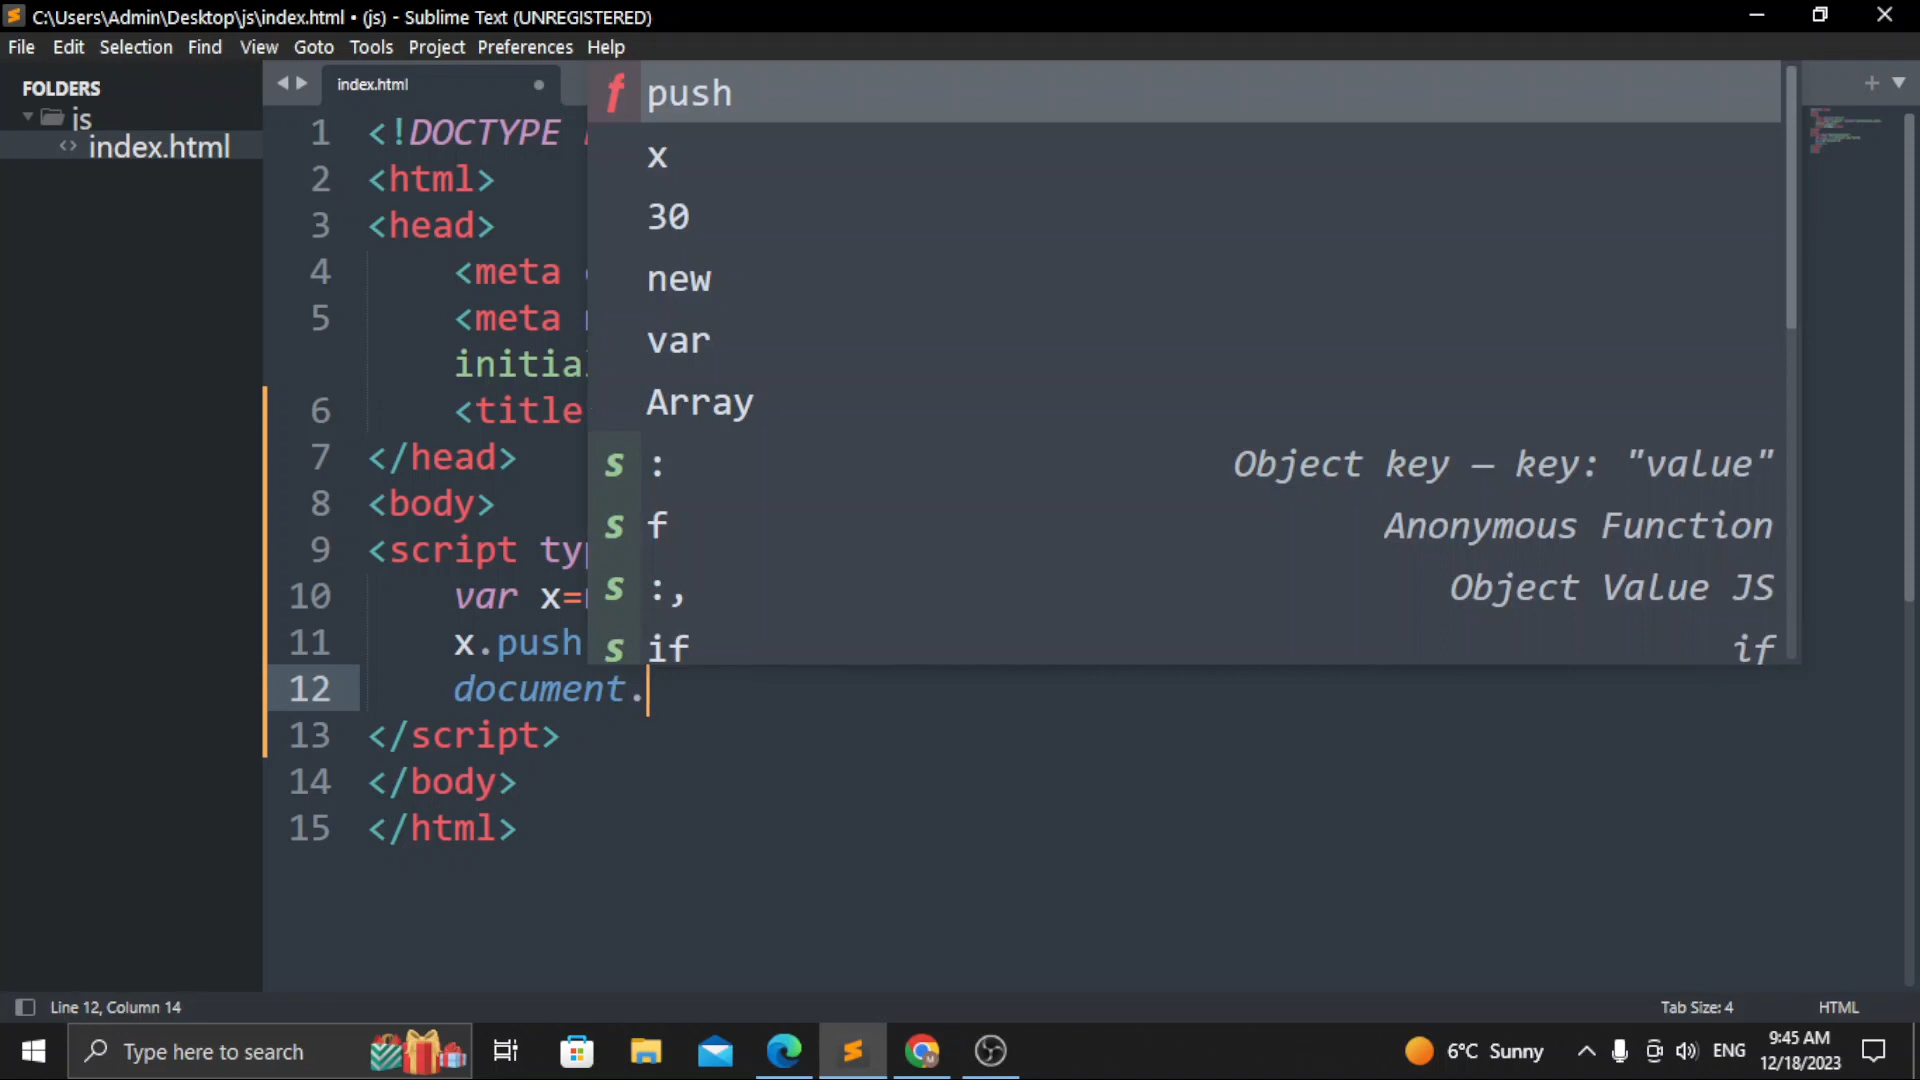 C:\Users\Admin\Desktop\js\index.html • (js) - Sublime Text (UNREGISTERED)
File Edit Selection Find View Goto Tools Project Preferences Help
FOLDERS
js
index.html
index.html
push
x
30
new
var
Array
: Object key – key: "value"
f Anonymous Function
:, Object Value JS
if if
1 <!DOCTYPE
2 <html>
3 <head>
4 <meta
5 <meta
initial
6 <title
7 </head>
8 <body>
9 <script typ
10 var x=
11 x.push
12 document.
13 </script>
14 </body>
15 </html>
Line 12, Column 14
Tab Size: 4
HTML
Type here to search
6°C Sunny
ENG
9:45 AM
12/18/2023